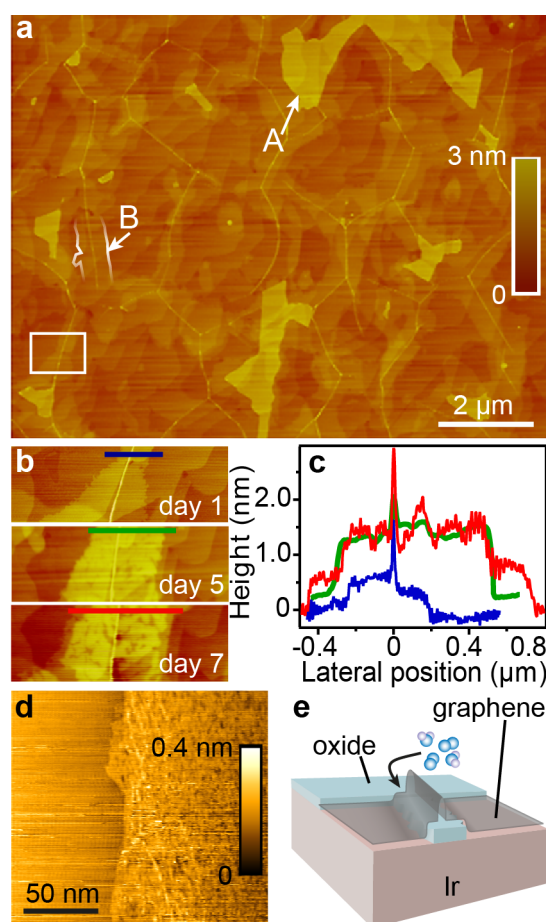 a
A
3 nm
0
B
2 µm
b
day 1
day 5
day 7
c
Height (nm)
2.0
1.0
0
-0.4
0
0.4
0.8
Lateral position (µm)
d
0.4 nm
0
50 nm
e
graphene
oxide
Ir